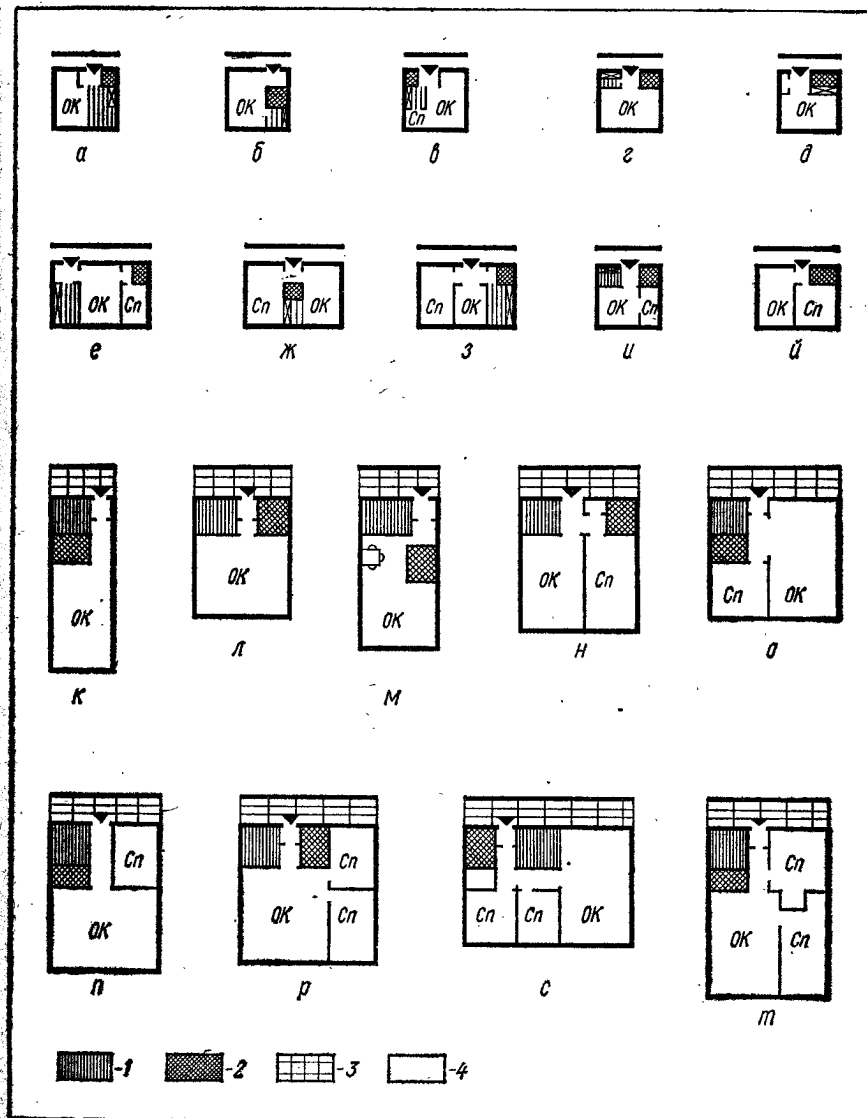 ОК ОК Сп ОК ОК ОК
а б в г д
ОК Сп Сп ОК Сп ОК ОК Сп ОК Сп
е ж з и й
ОК ОК ОК ОК Сп Сп ОК
к л м н о
Сп ОК Сп ОК Сп Сп Сп ОК Сп ОК Сп
п р с т
-1 -2 -3 -4